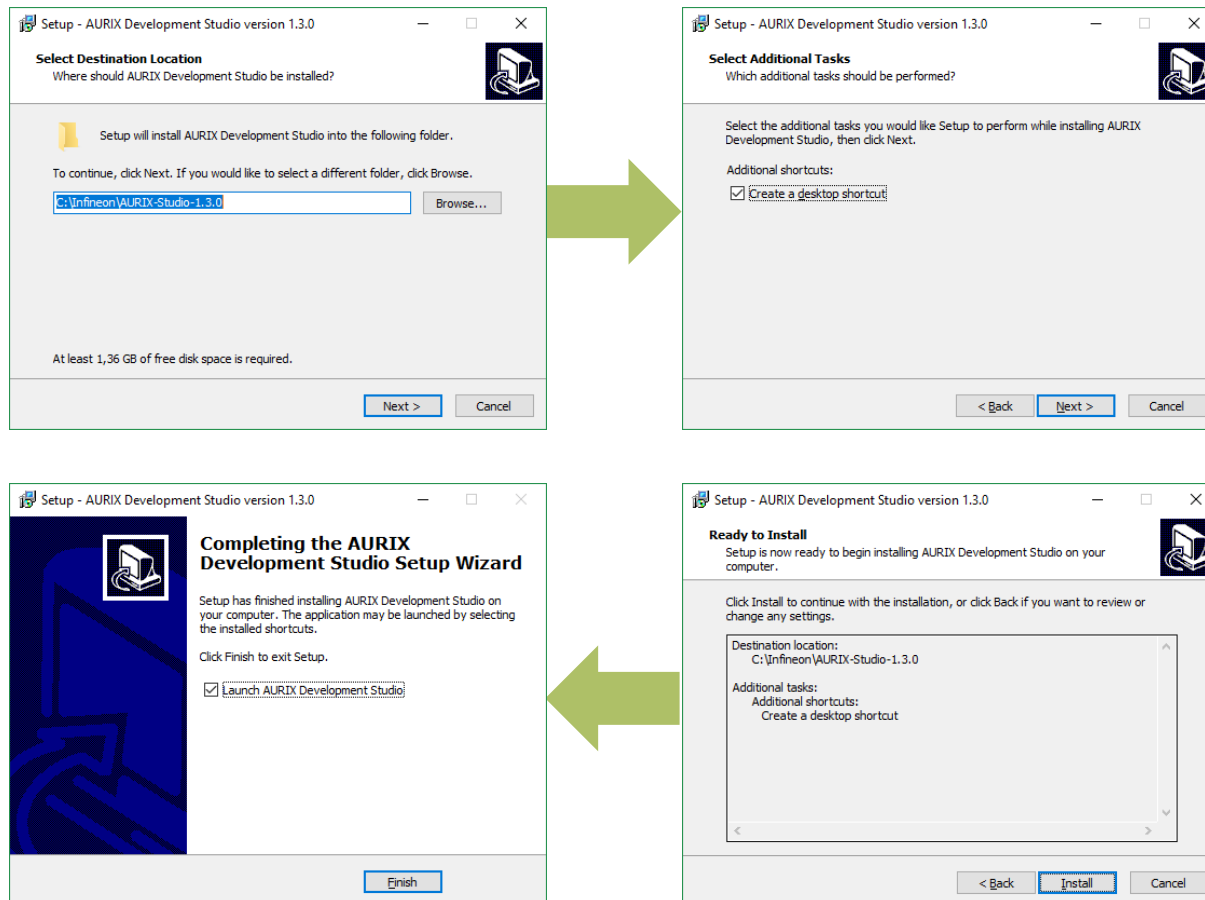 Setup - AURIX Development Studio version 1.3.0
Select Destination Location
Where should AURIX Development Studio be installed?
Setup will install AURIX Development Studio into the following folder.
To continue, click Next. If you would like to select a different folder, click Browse.
C:\Infineon\AURIX-Studio-1.3.0
Browse...
At least 1,36 GB of free disk space is required.
Next >
Cancel
Setup - AURIX Development Studio version 1.3.0
Select Additional Tasks
Which additional tasks should be performed?
Select the additional tasks you would like Setup to perform while installing AURIX
Development Studio, then click Next.
Additional shortcuts:
Create a desktop shortcut
< Back
Next >
Cancel
Setup - AURIX Development Studio version 1.3.0
Ready to Install
Setup is now ready to begin installing AURIX Development Studio on your
computer.
Click Install to continue with the installation, or click Back if you want to review or
change any settings.
Destination location:
C:\Infineon\AURIX-Studio-1.3.0
Additional tasks:
Additional shortcuts:
Create a desktop shortcut
< Back
Install
Cancel
Setup - AURIX Development Studio version 1.3.0
Completing the AURIX
Development Studio Setup Wizard
Setup has finished installing AURIX Development Studio on
your computer. The application may be launched by selecting
the installed shortcuts.
Click Finish to exit Setup.
Launch AURIX Development Studio
Finish